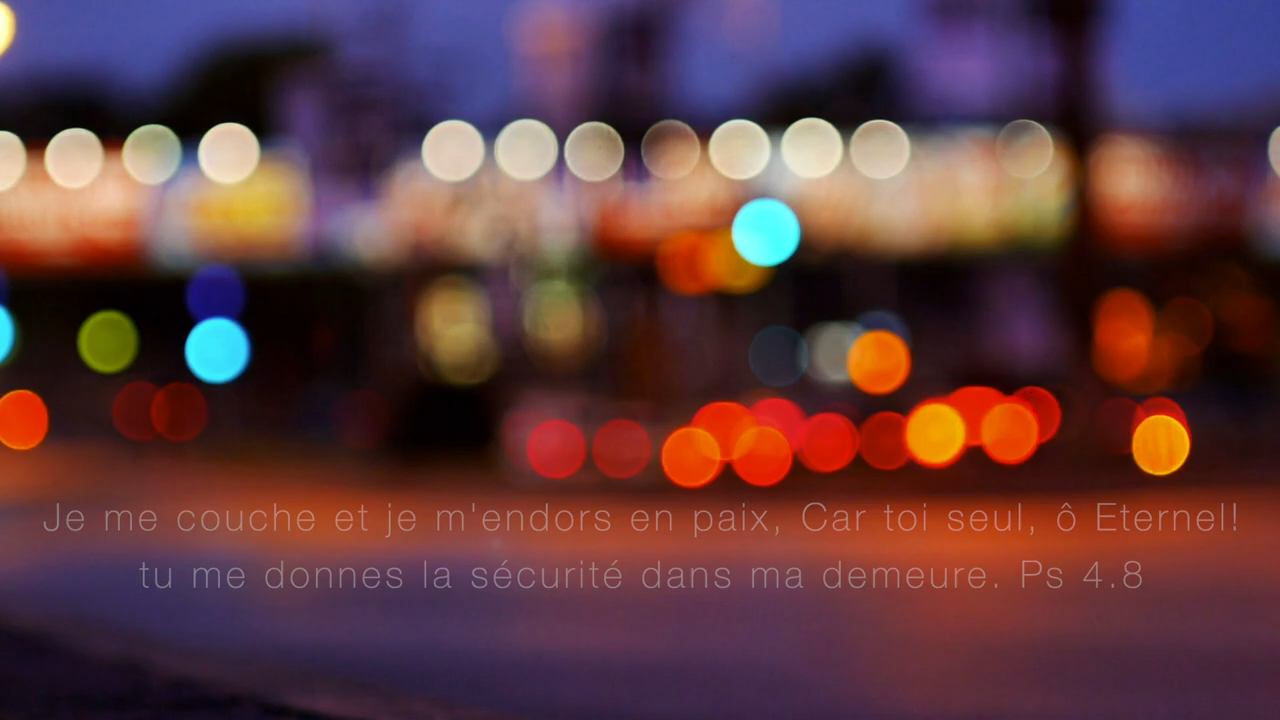 Je me couche et je m'endors en paix, Car toi seul, ô Eternel!
tu me donnes la sécurité dans ma demeure. Ps 4.8